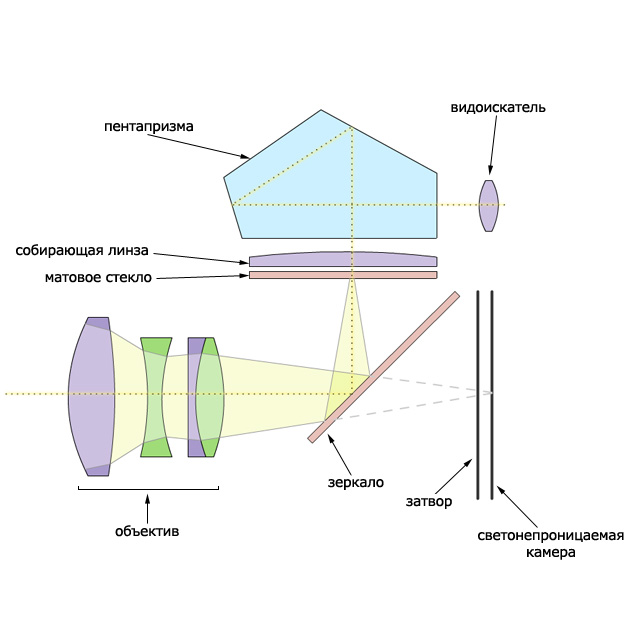 видоискатель
пентапризма
собирающая линза
матовое стекло
зеркало
затвор
объектив
светонепроницаемая
камера